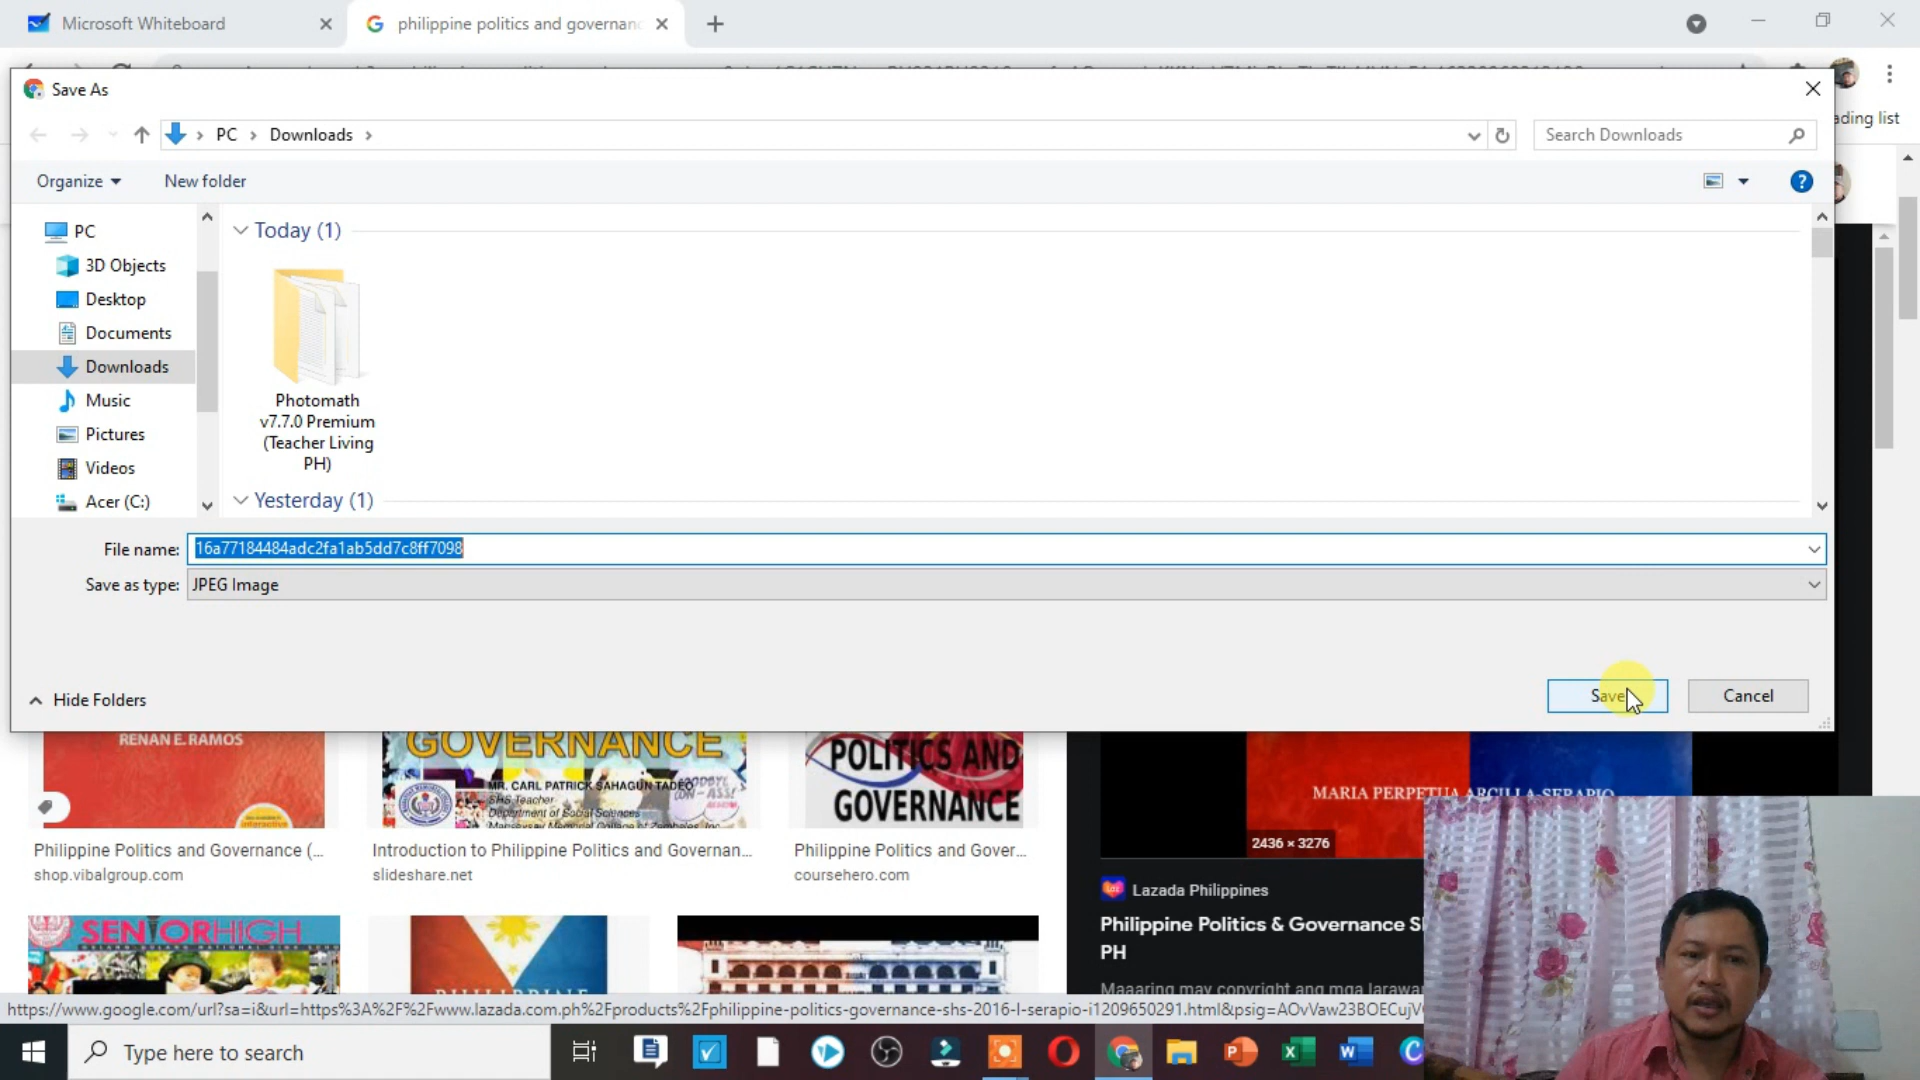 Microsoft Whiteboard
philippine politics and governanc
ading list
Save As
PC
Downloads
Search Downloads
Organize
New folder
PC
3D Objects
Desktop
Documents
Downloads
Music
Pictures
Videos
Acer (C:)
Today (1)
Photomath
v7.7.0 Premium
(Teacher Living
PH)
Yesterday (1)
File name:
16a77184484adc2fa1ab5dd7c8ff7098
Save as type:
JPEG Image
Hide Folders
Save
Cancel
RENAN E. RAMOS
GOVERNANCE
MR. CARL PATRICK SAHAGUN TADEO
SHS Teacher
Department of Social Sciences
POLITICS AND
GOVERNANCE
MARIA PERPETUA ARCILLA-SERAPIO
2436 × 3276
Philippine Politics and Governance (...
shop.vibalgroup.com
Introduction to Philippine Politics and Governan...
slideshare.net
Philippine Politics and Gover...
coursehero.com
Lazada Philippines
Philippine Politics & Governance S
PH
Maaaring may copyright ang mga larawa
SENIOR HIGH
https://www.google.com/url?sa=i&url=https%3A%2F%2Fwww.lazada.com.ph%2Fproducts%2Fphilippine-politics-governance-shs-2016-l-serapio-i1209650291.html&psig=AOvVaw23BOECujV
Type here to search